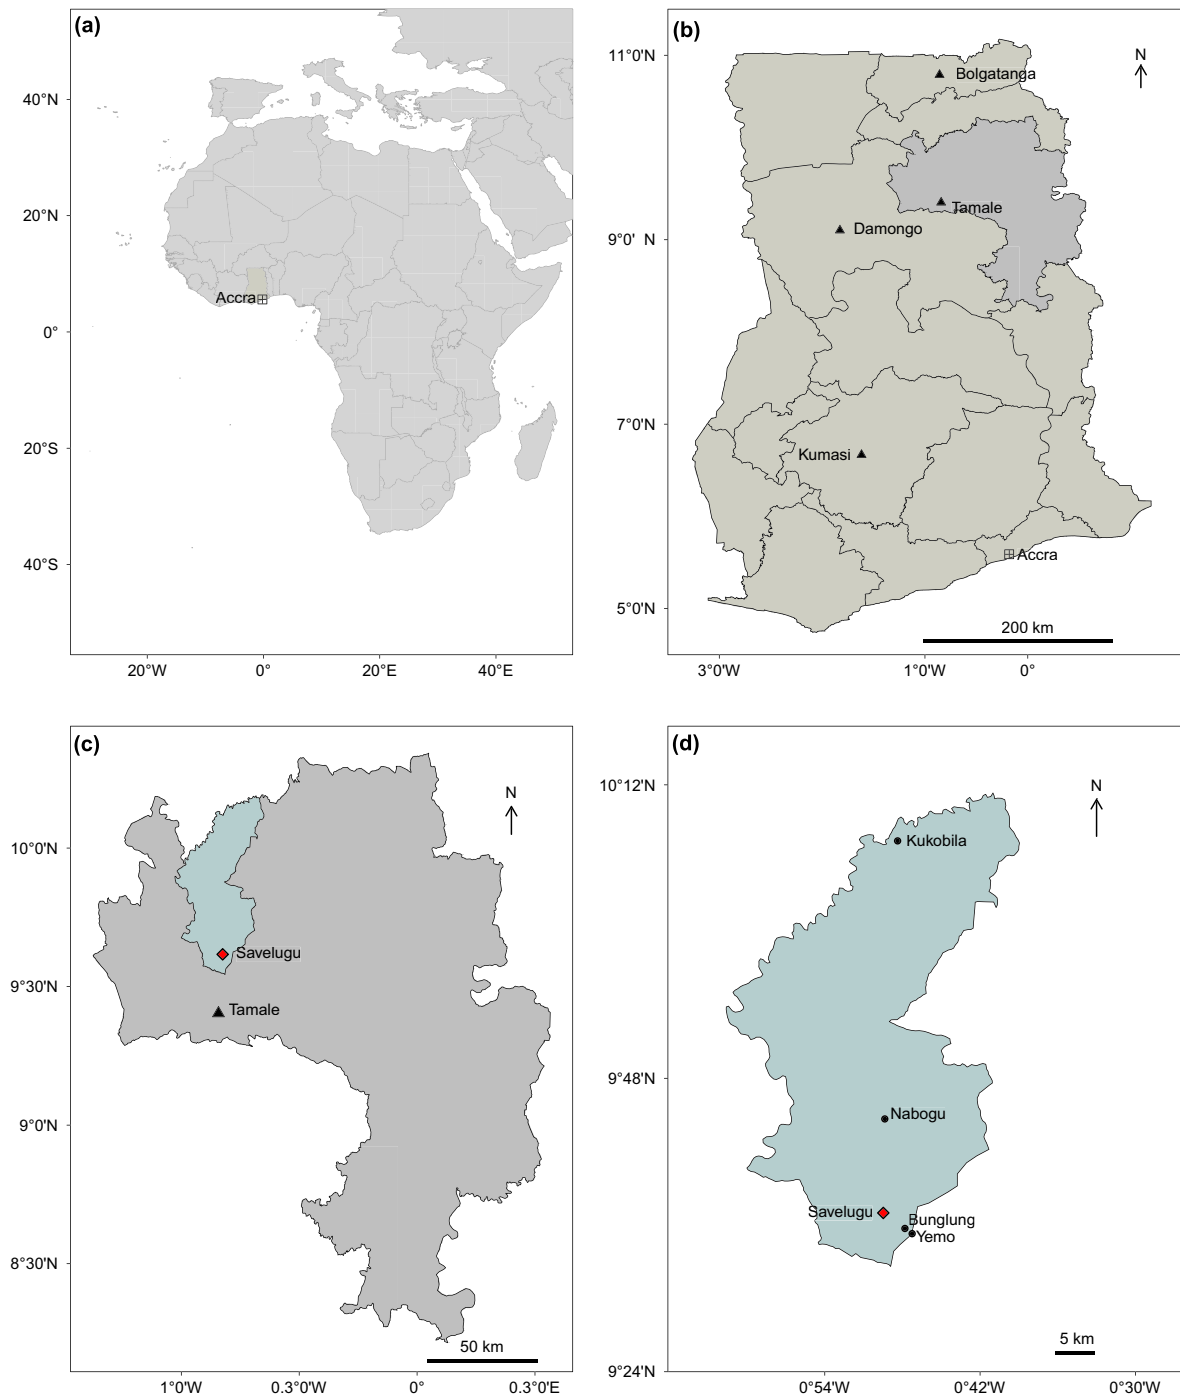 (a)
40°N
20°N
0°
20°S
40°S
Accra
20°W
0°
20°E
40°E
(b)
N
11°0'N
9°0' N
7°0'N
5°0'N
Bolgatanga
Tamale
Damongo
Kumasi
Accra
200 km
3°0'W
1°0'W
0°
(c)
N
10°0'N
9°30'N
9°0'N
8°30'N
Savelugu
Tamale
50 km
1°0'W
0°3'0W
0°
0°3'0'E
(d)
N
10°12'N
9°48'N
9°24'N
Kukobila
Nabogu
Savelugu
Bunglung
Yemo
5 km
0°54'W
0°42'W
0°30'W